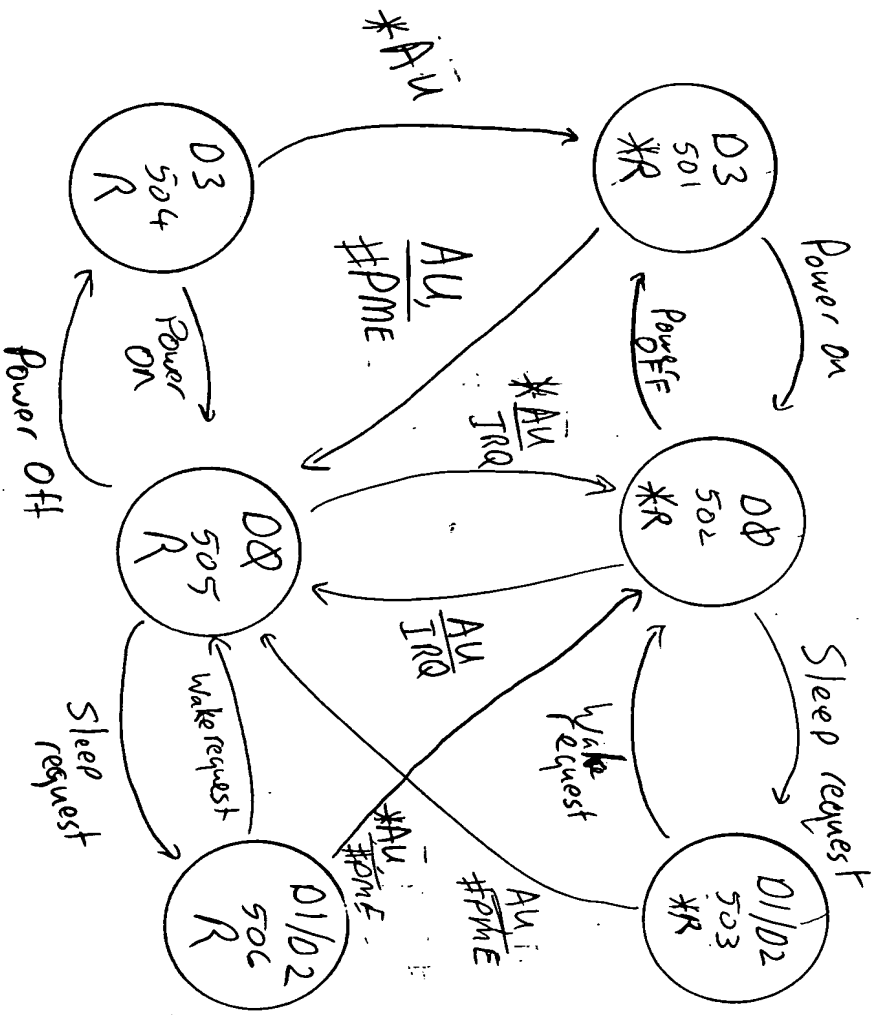 Power on
Sleep request
D3
501
*R
DØ
502
*R
D1/D2
503
*R
Power
OFF
Wake
request
*AU
AU,
#PME
*AU
IRQ
AU
IRQ
*AU,
#PME
AU,
#PME
D3
504
R
Power
on
DØ
505
R
Wake request
D1/D2
506
R
Power Off
Sleep
request